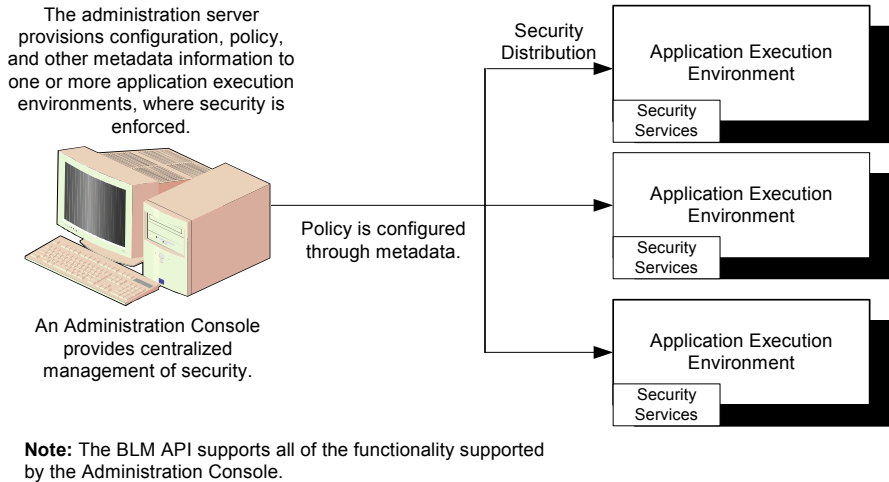 The administration server
provisions configuration, policy,
and other metadata information to
one or more application execution
environments, where security is
enforced.
Security
Distribution
Application Execution
Environment
Security
Services
Application Execution
Environment
Security
Services
Policy is configured
through metadata.
An Administration Console
provides centralized
management of security.
Application Execution
Environment
Security
Services
Note: The BLM API supports all of the functionality supported
by the Administration Console.